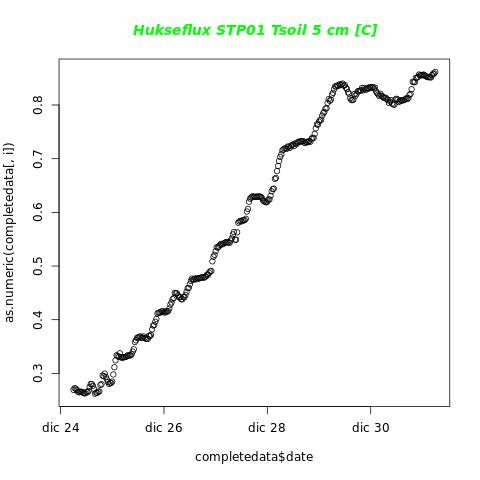 Hukseflux STP01 Tsoil 5 cm [C]
as.numeric(completedata[, i])
0.8
0.7
0.6
0.5
0.4
0.3
dic 24 dic 26 dic 28 dic 30
completedata$date